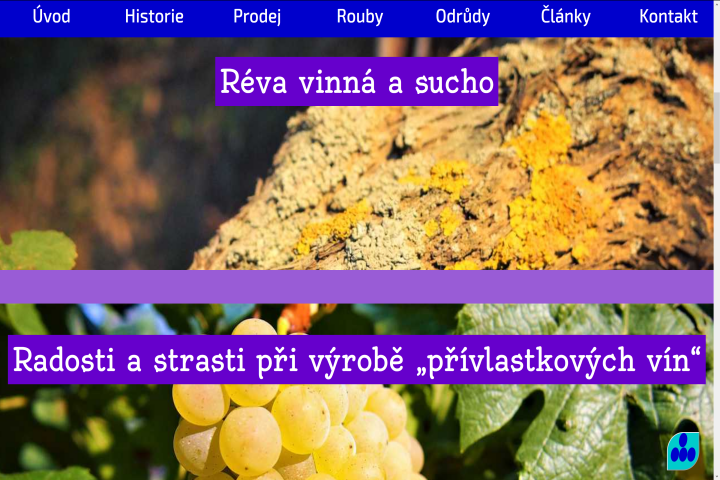 Úvod
Historie
Prodej
Rouby
Odrůdy
Články
Kontakt
Réva vinná a sucho
Radosti a strasti při výrobě „přívlastkových vín“